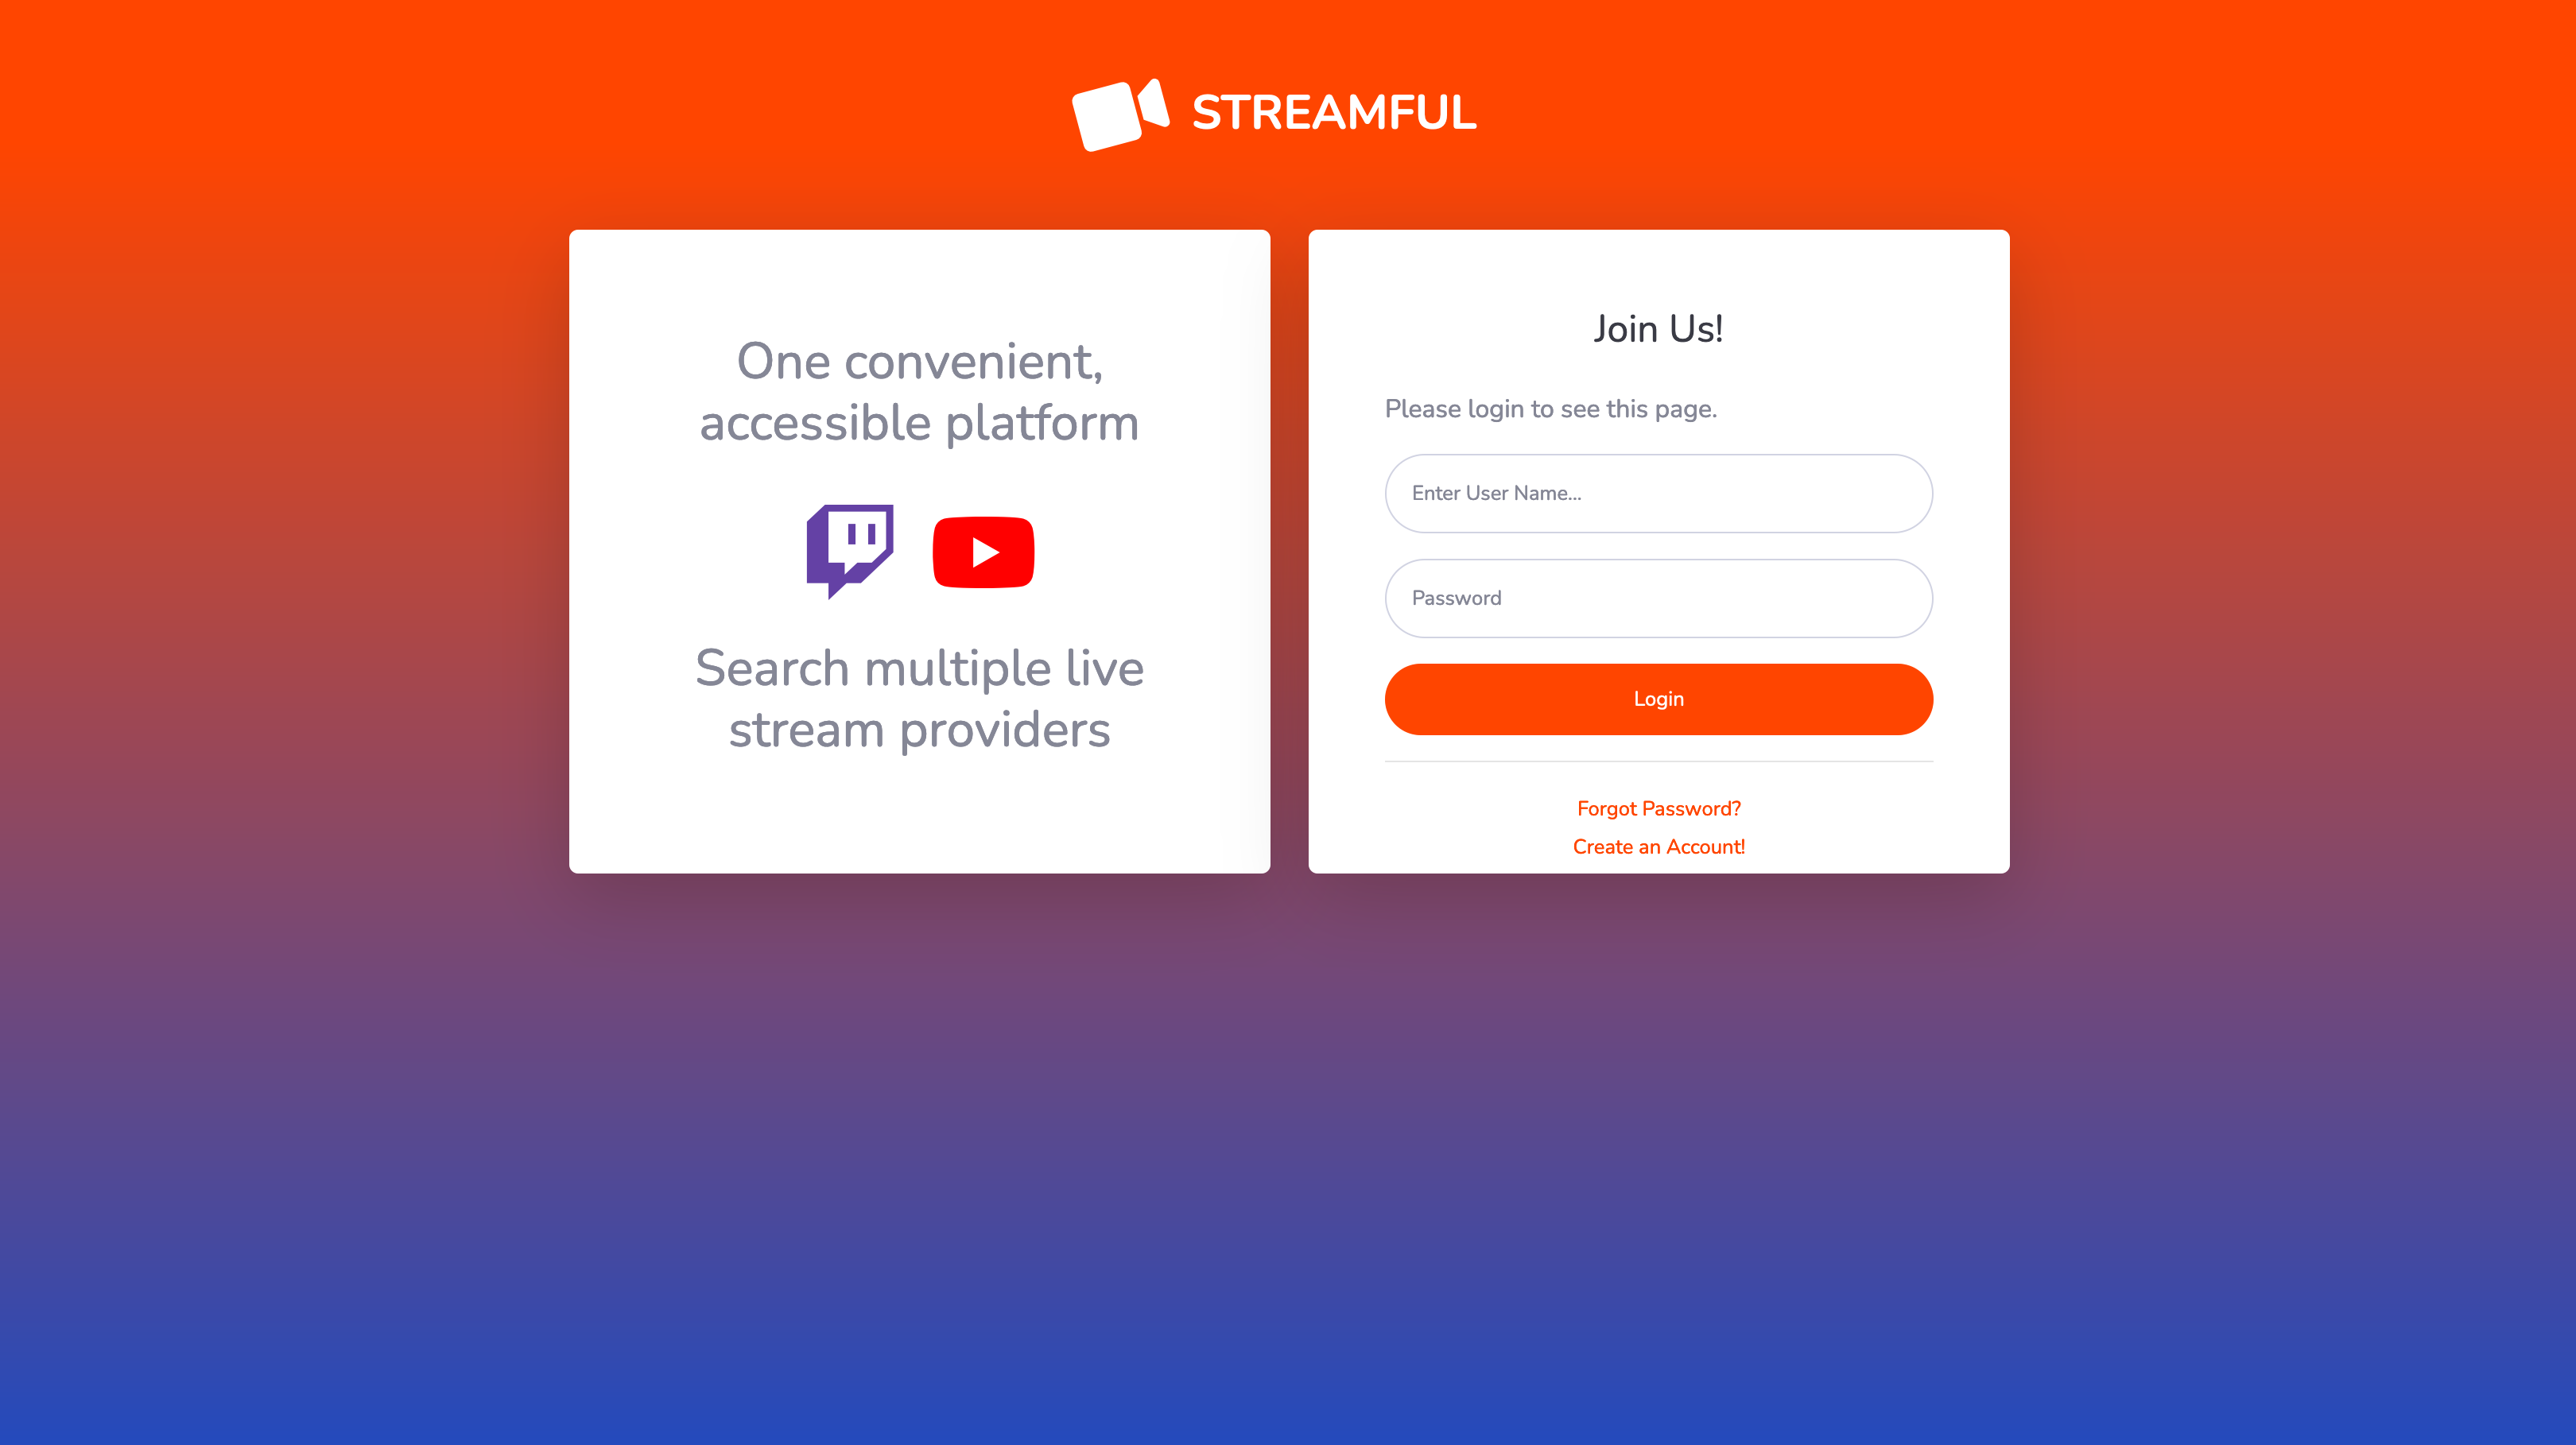 STREAMFUL
One convenient,
accessible platform
Search multiple live
stream providers
Join Us!
Please login to see this page.
Enter User Name...
Password
Login
Forgot Password?
Create an Account!